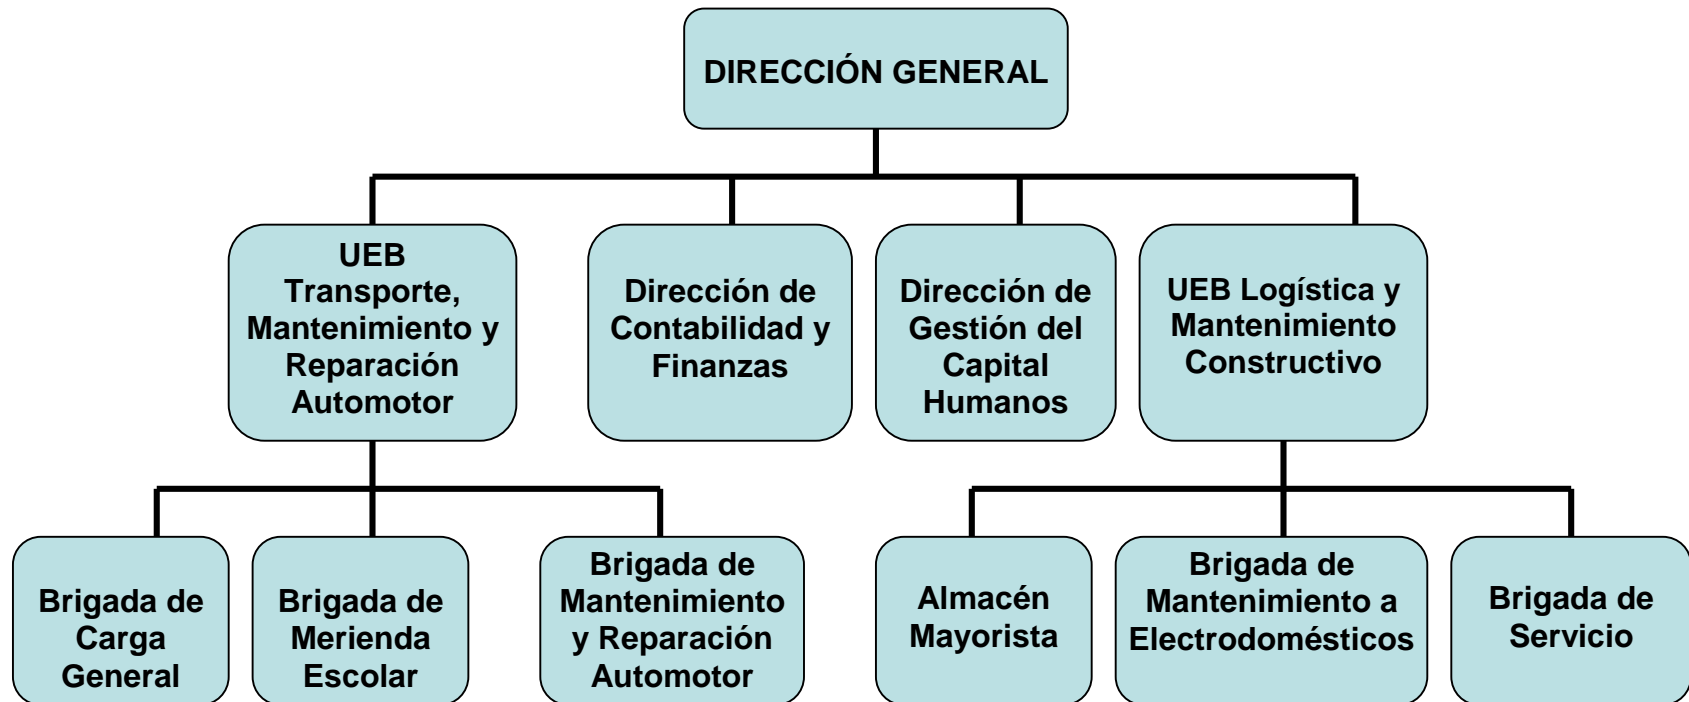 DIRECCIÓN GENERAL
UEB
Transporte,
Mantenimiento y
Reparación
Automotor
Dirección de
Contabilidad y
Finanzas
Dirección de
Gestión del
Capital
Humanos
UEB Logística y
Mantenimiento
Constructivo
Brigada de
Carga
General
Brigada de
Merienda
Escolar
Brigada de
Mantenimiento
y Reparación
Automotor
Almacén
Mayorista
Brigada de
Mantenimiento a
Electrodomésticos
Brigada de
Servicio